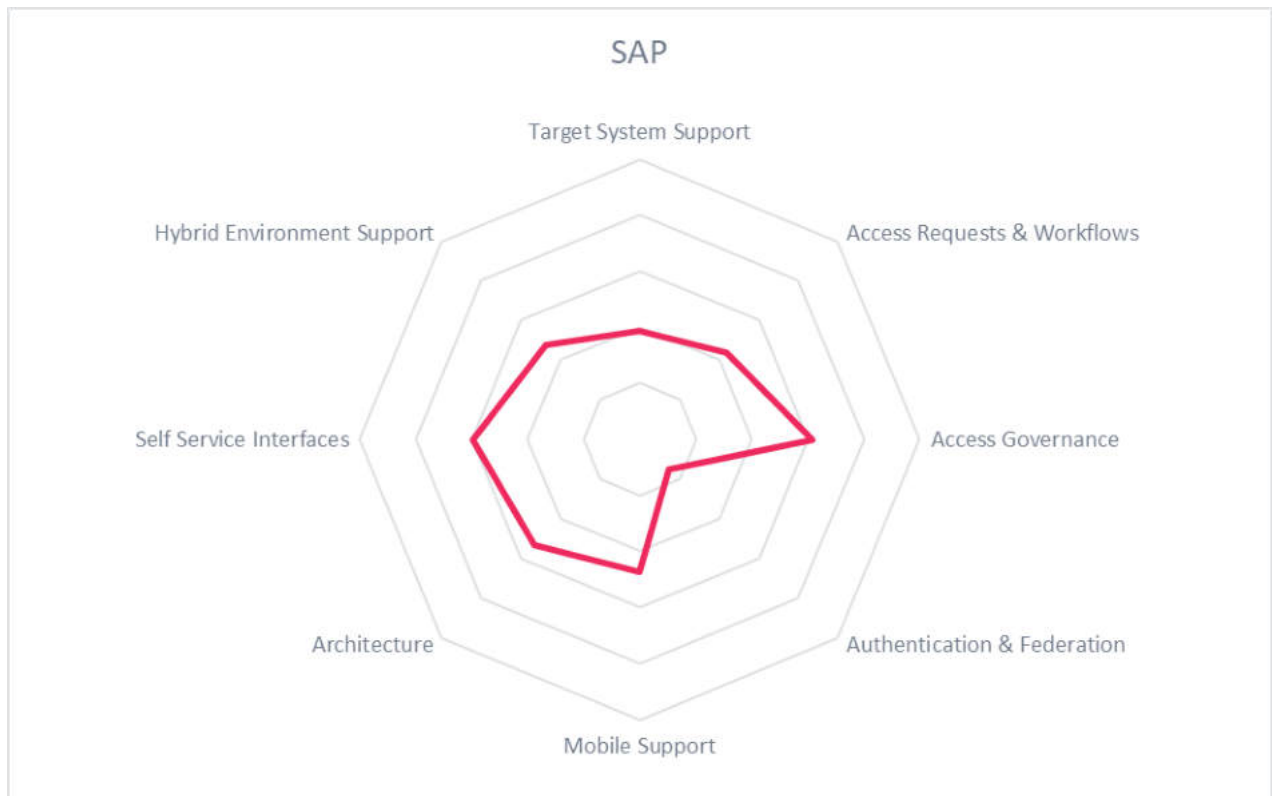 SAP
Target System Support
Hybrid Environment Support
Access Requests & Workflows
Self Service Interfaces
Access Governance
Architecture
Authentication & Federation
Mobile Support